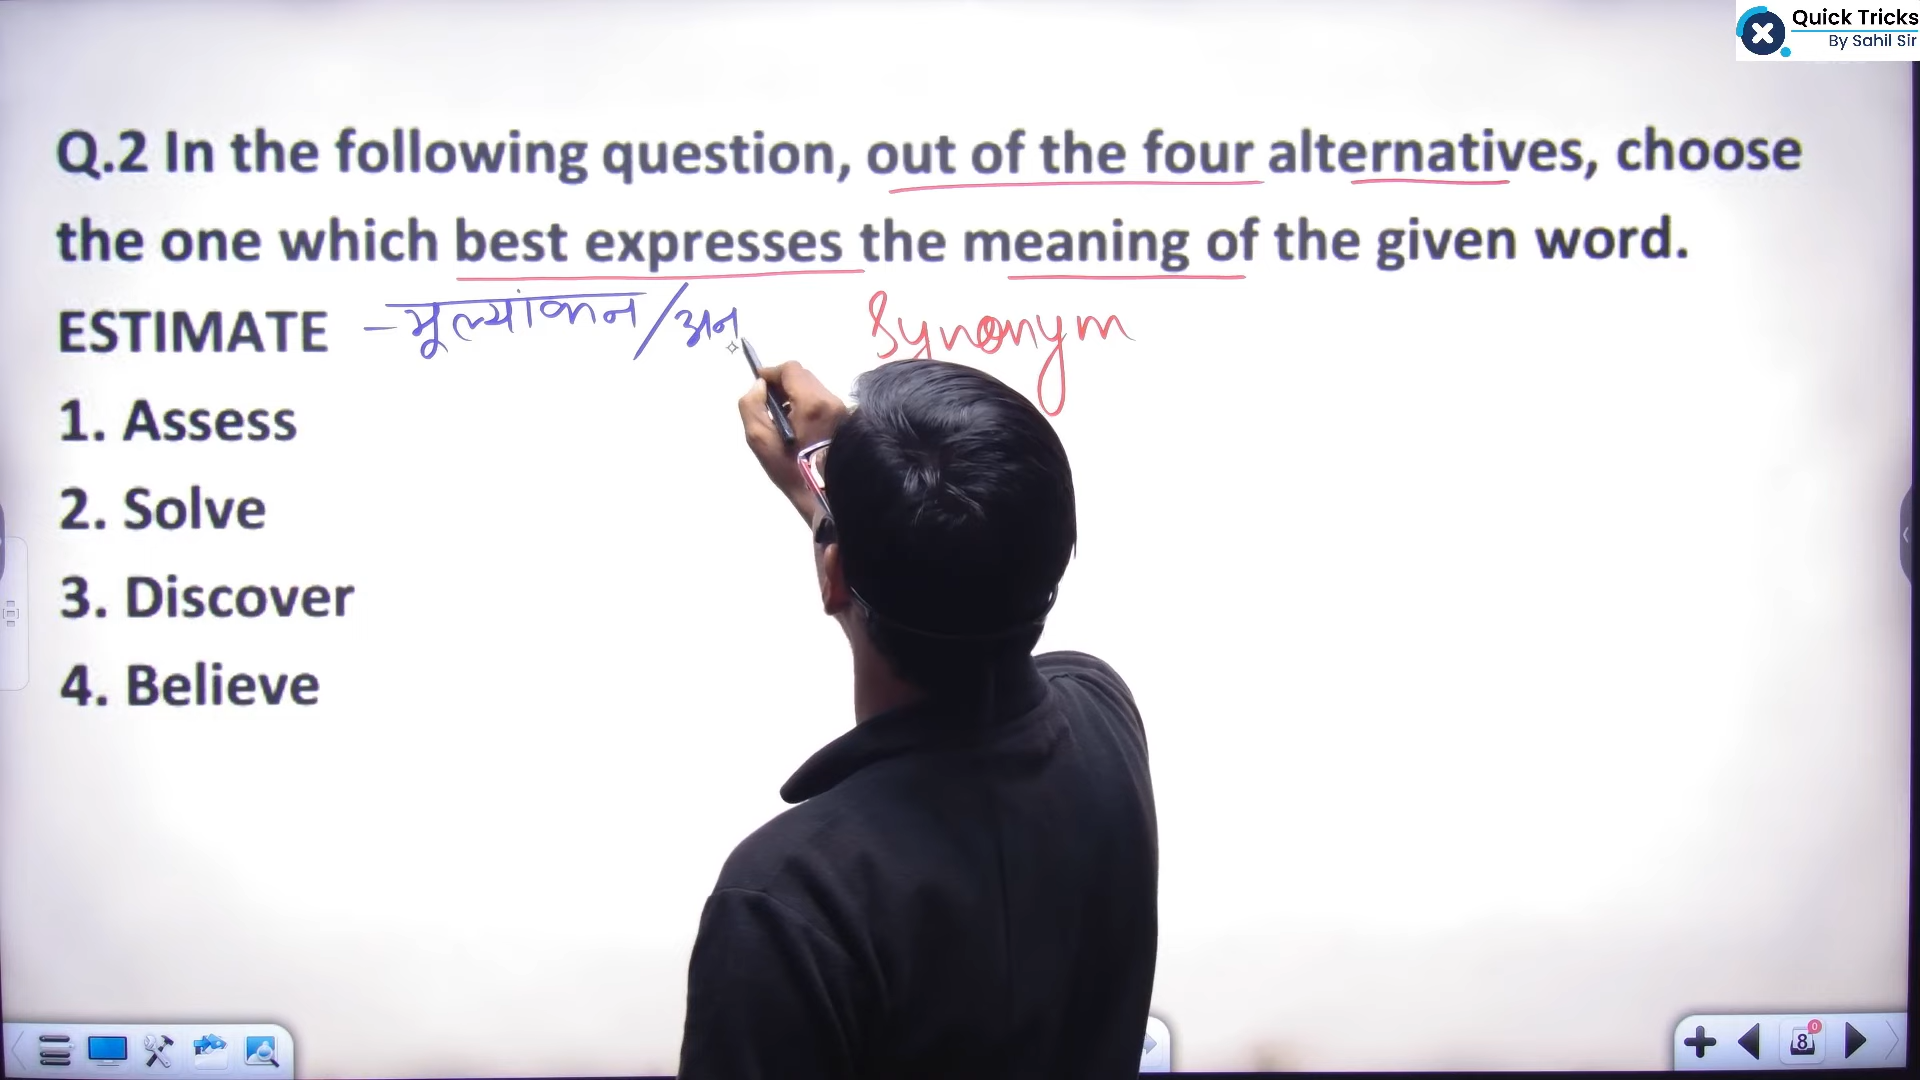 Quick Tricks
By Sahil Sir
Q.2 In the following question, out of the four alternatives, choose
the one which best expresses the meaning of the given word.
ESTIMATE - मूल्यांकन / अन Synonym
1. Assess
2. Solve
3. Discover
4. Believe
0
8